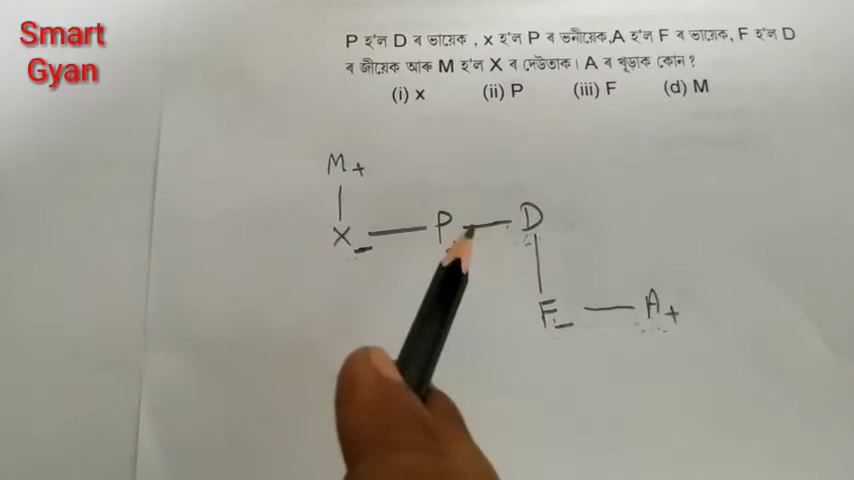 Smart
Gyan
P হ'ল D ৰ ভায়েক , x হ'ল P ৰ ভনীয়েক,A হ'ল F ৰ ভায়েক, F হ'ল D
ৰ জীয়েক আৰু M হ'ল X ৰ দেউতাক। A ৰ খুড়াক কোন ?
(i) x (ii) P (iii) F (d) M
M +
X - P D
F - A +